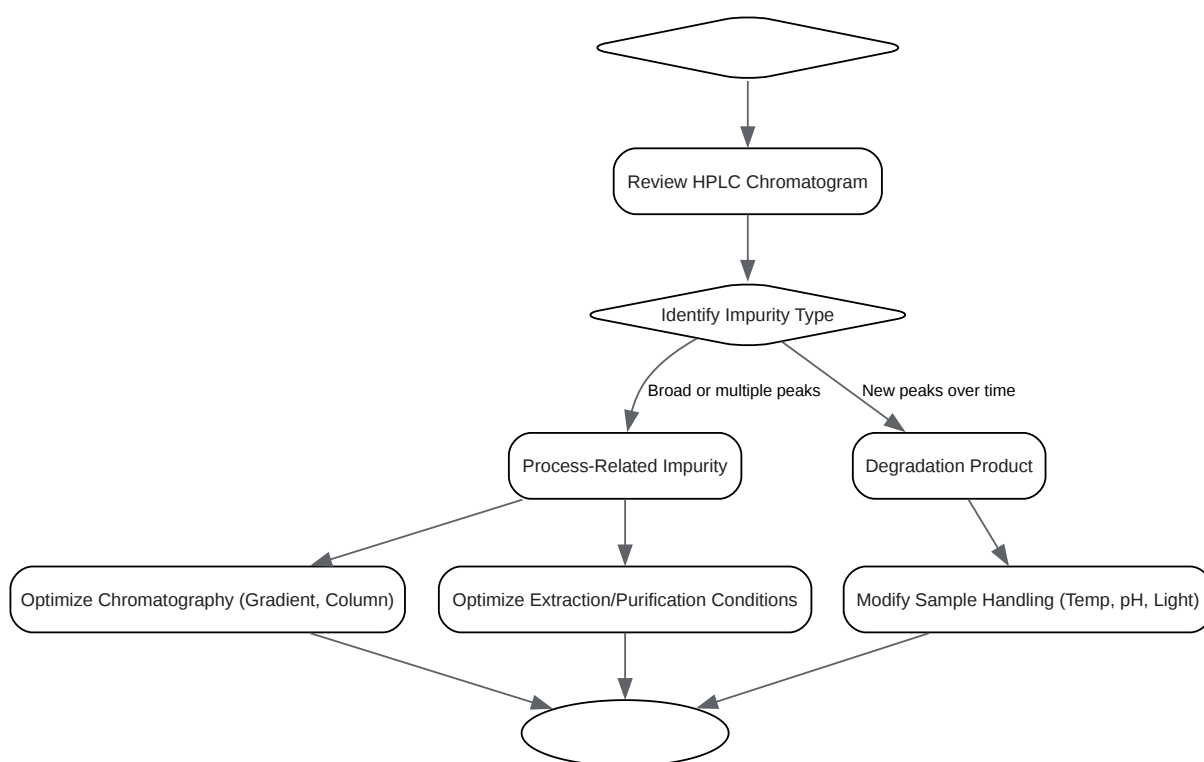 Review HPLC Chromatogram
Identify Impurity Type
Broad or multiple peaks
New peaks over time
Process-Related Impurity
Degradation Product
Optimize Chromatography (Gradient, Column)
Optimize Extraction/Purification Conditions
Modify Sample Handling (Temp, pH, Light)